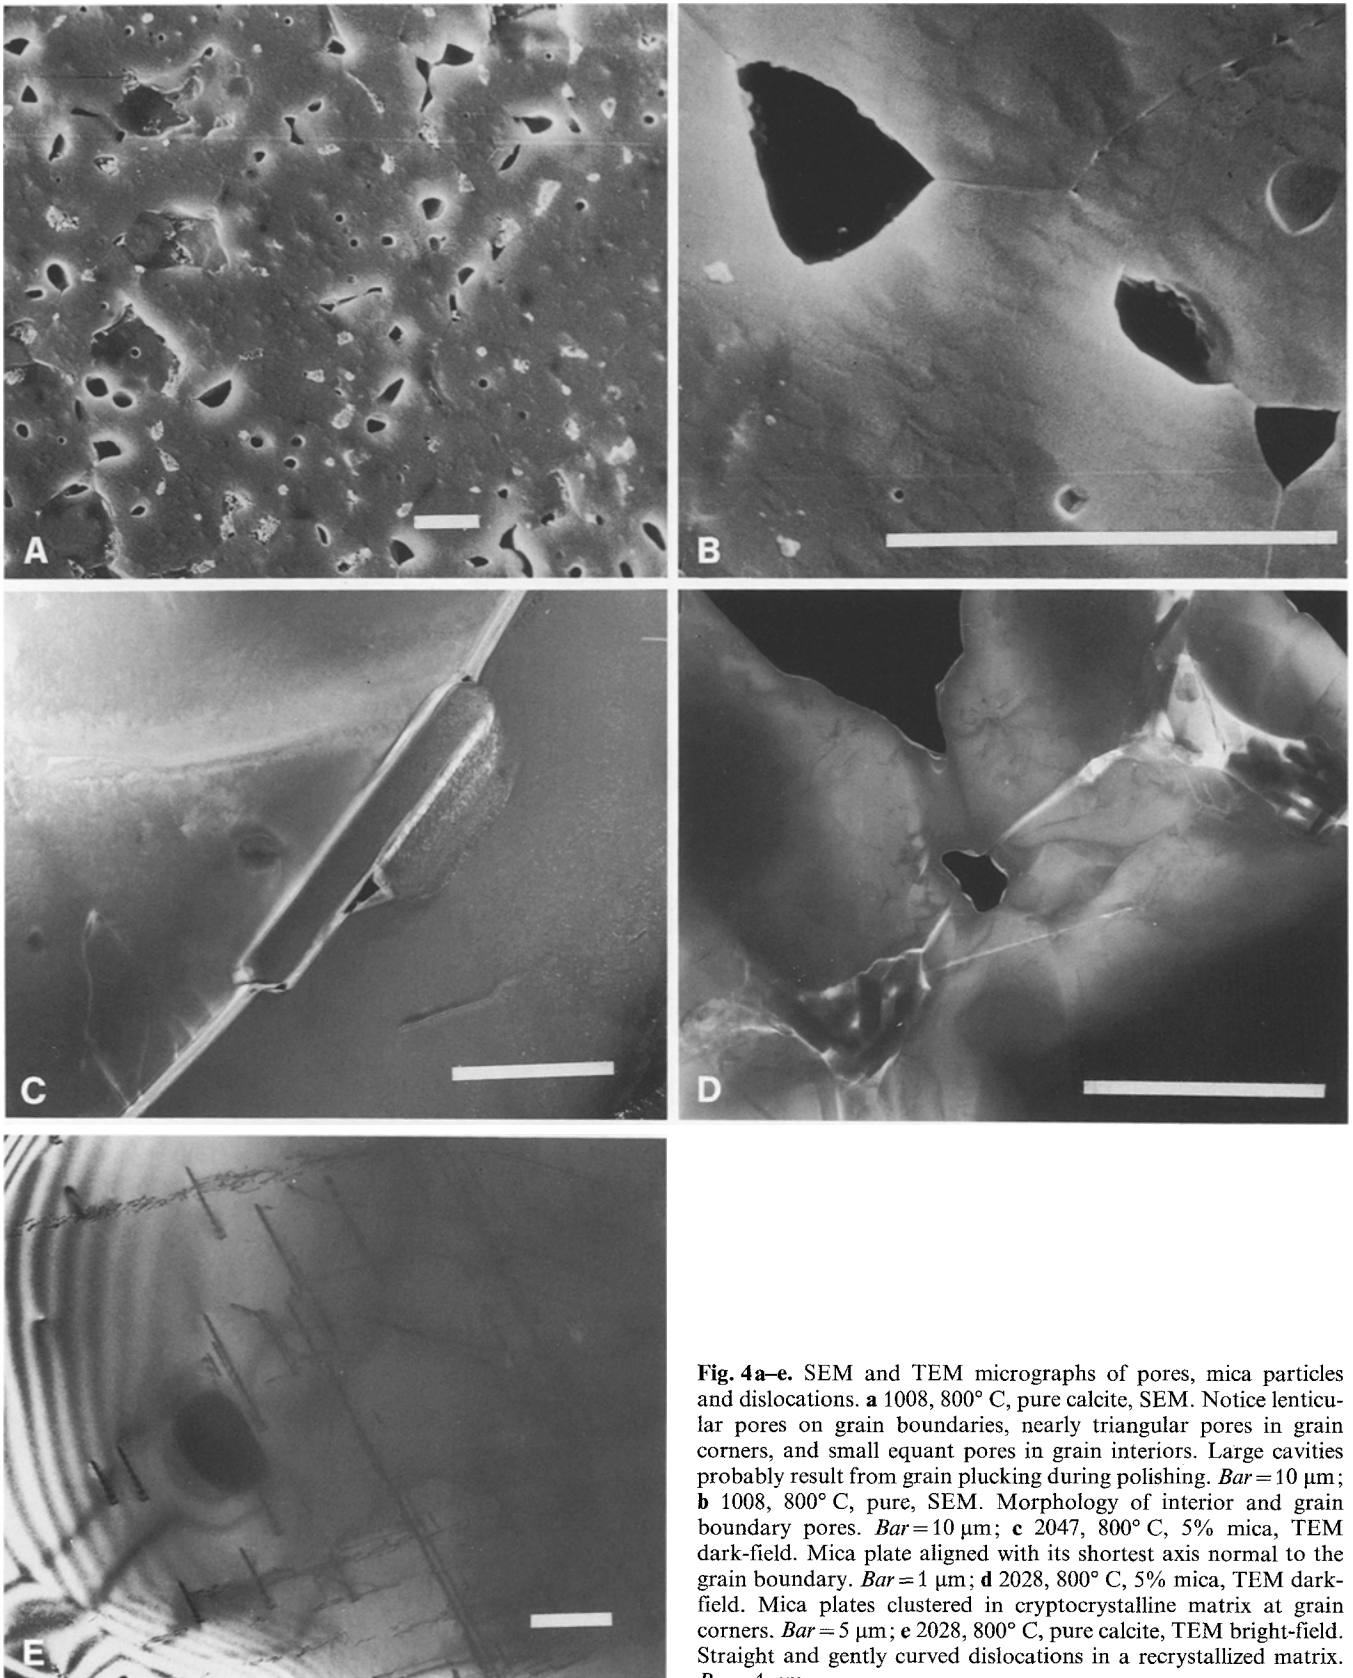 A
B
C
D
E
Fig. 4a–e. SEM and TEM micrographs of pores, mica particles
and dislocations. a 1008, 800° C, pure calcite, SEM. Notice lenticu-
lar pores on grain boundaries, nearly triangular pores in grain
corners, and small equant pores in grain interiors. Large cavities
probably result from grain plucking during polishing. Bar = 10 μm;
b 1008, 800° C, pure, SEM. Morphology of interior and grain
boundary pores. Bar = 10 μm; c 2047, 800° C, 5% mica, TEM
dark-field. Mica plate aligned with its shortest axis normal to the
grain boundary. Bar = 1 μm; d 2028, 800° C, 5% mica, TEM dark-
field. Mica plates clustered in cryptocrystalline matrix at grain
corners. Bar = 5 μm; e 2028, 800° C, pure calcite, TEM bright-field.
Straight and gently curved dislocations in a recrystallized matrix.